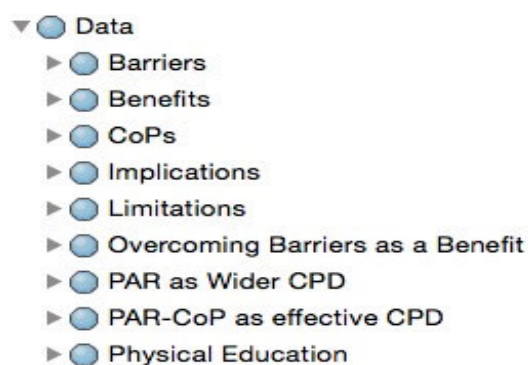 Data
Barriers
Benefits
CoPs
Implications
Limitations
Overcoming Barriers as a Benefit
PAR as Wider CPD
PAR-CoP as effective CPD
Physical Education